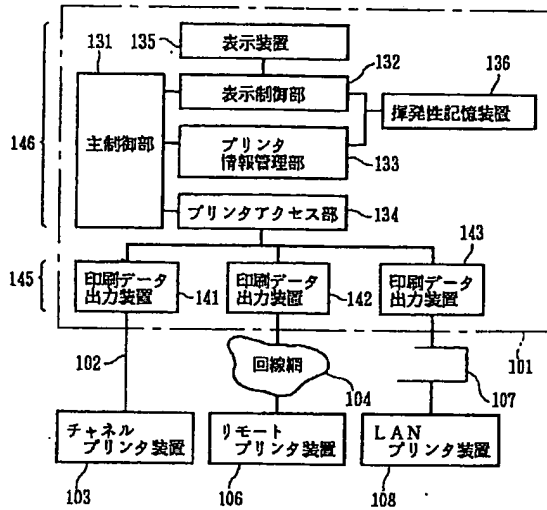 131
135
表示装置
132
136
表示制御部
揮発性記憶装置
146
主制御部
プリンタ
情報管理部
133
プリンタアクセス部
134
143
145
印刷データ
出力装置
141
印刷データ
出力装置
142
印刷データ
出力装置
101
102
回線網
104
107
チャネル
プリンタ装置
103
リモート
プリンタ装置
106
LAN
プリンタ装置
108